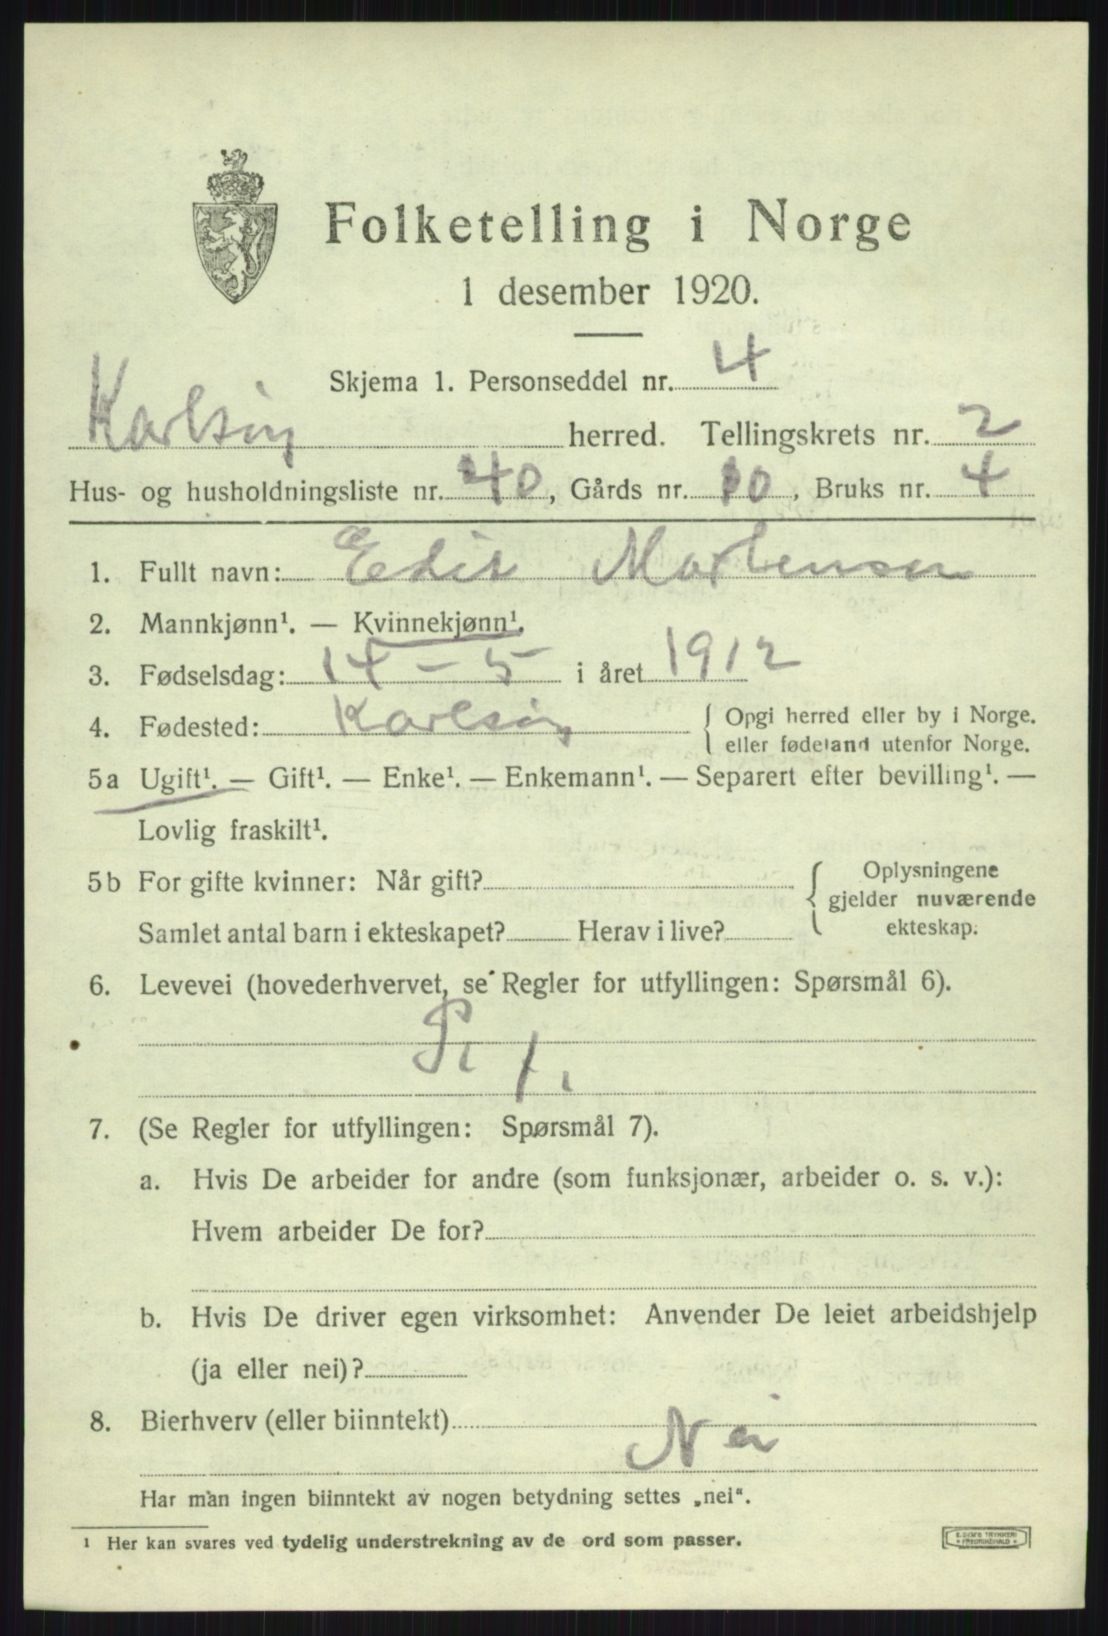 Folketelling i Norge
1 desember 1920.
Skjema 1. Personseddel nr. 4
Karlsöy herred. Tellingskrets nr. 2
Hus- og husholdningsliste nr. 40, Gårds nr. 10, Bruks nr. 4
1. Fullt navn: Edit Mortensen
2. Mannkjønn¹. — Kvinnekjønn¹.
3. Fødselsdag: 14 - 5 i året 1912
4. Fødested: Karlsöy { Opgi herred eller by i Norge.
eller fødeland utenfor Norge.
5a Ugift¹. — Gift¹. — Enke¹. — Enkemann¹. — Separert efter bevilling¹. —
Lovlig fraskilt¹.
5b For gifte kvinner: Når gift? { Oplysningene
gjelder nuværende
Samlet antal barn i ekteskapet? Herav i live? ekteskap.
6. Levevei (hovederhvervet, se Regler for utfyllingen: Spørsmål 6).
7. (Se Regler for utfyllingen: Spørsmål 7).
a. Hvis De arbeider for andre (som funksjonær, arbeider o. s. v.):
Hvem arbeider De for?
b. Hvis De driver egen virksomhet: Anvender De leiet arbeidshjelp
(ja eller nei)?
8. Bierhverv (eller biinntekt)
Nei
Har man ingen biinntekt av nogen betydning settes „nei“.
¹ Her kan svares ved tydelig understrekning av de ord som passer.